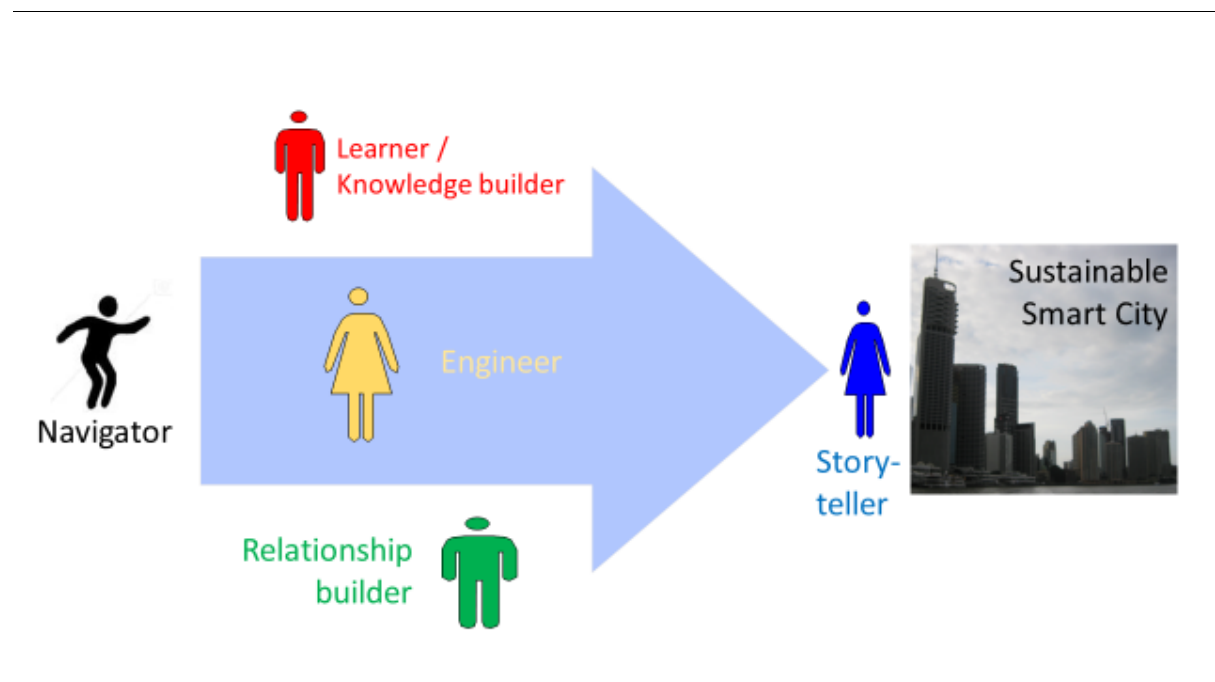 Learner /
Knowledge builder
Sustainable
Smart City
Engineer
Navigator
Story-
teller
Relationship
builder